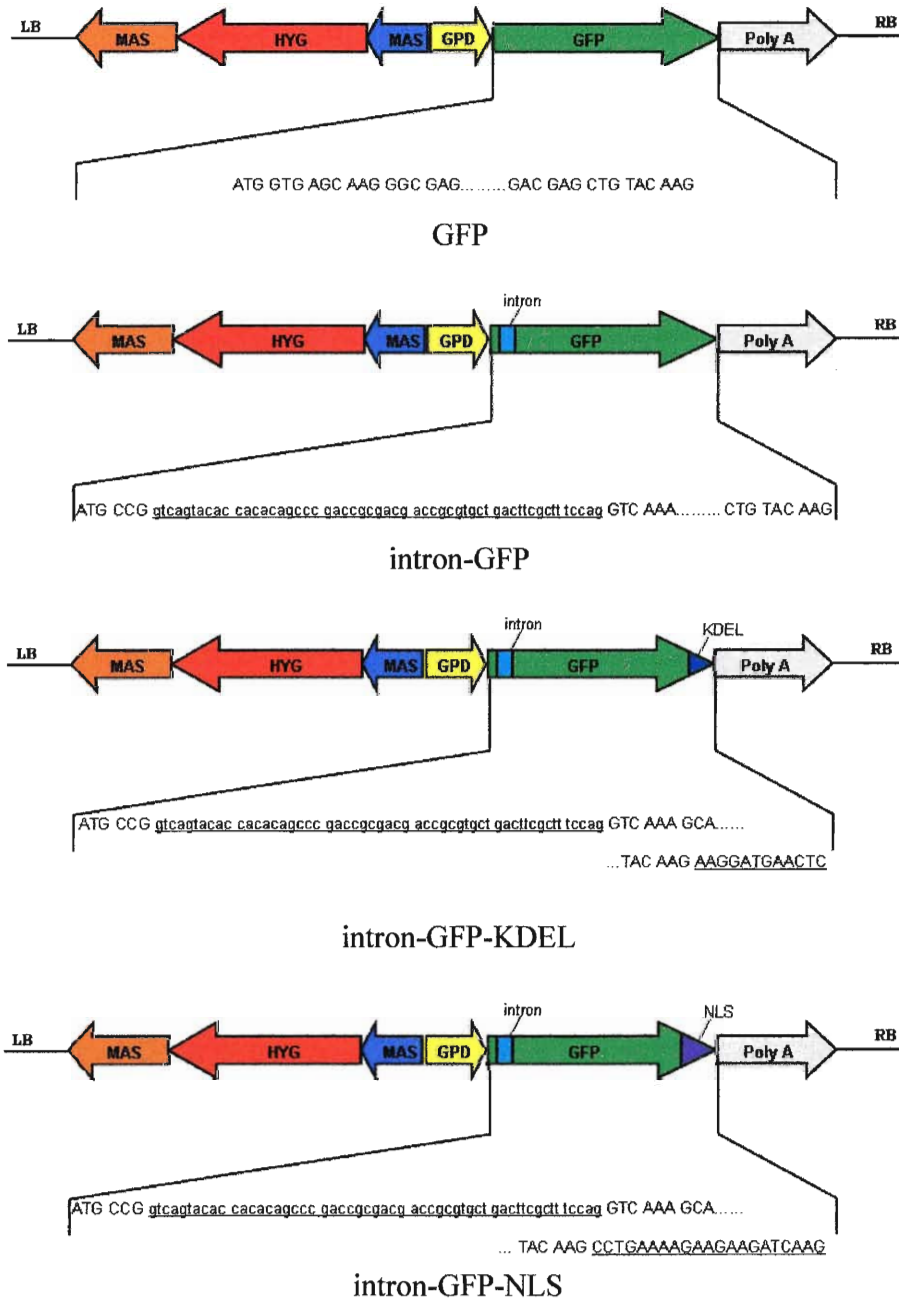 LB MAS HYG MAS GPD GFP Poly A RB
ATG GTG AGC AAG GGC GAG.........GAC GAG CTG TAC AAG
GFP
intron
LB MAS HYG MAS GPD GFP Poly A RB
ATG CCG gtcagtacac cacacagccc gaccgcgacg accgcgtgct gacttcgctt tccag GTC AAA.........CTG TAC AAG
intron-GFP
intron KDEL
LB MAS HYG MAS GPD GFP Poly A RB
ATG CCG gtcagtacac cacacagccc gaccgcgacg accgcgtgct gacttcgctt tccag GTC AAA GCA......
...TAC AAG AAGGATGAACTC
intron-GFP-KDEL
intron NLS
LB MAS HYG MAS GPD GFP Poly A RB
ATG CCG gtcagtacac cacacagccc gaccgcgacg accgcgtgct gacttcgctt tccag GTC AAA GCA......
... TAC AAG CCTGAAAAGAAGAAGATCAAG
intron-GFP-NLS